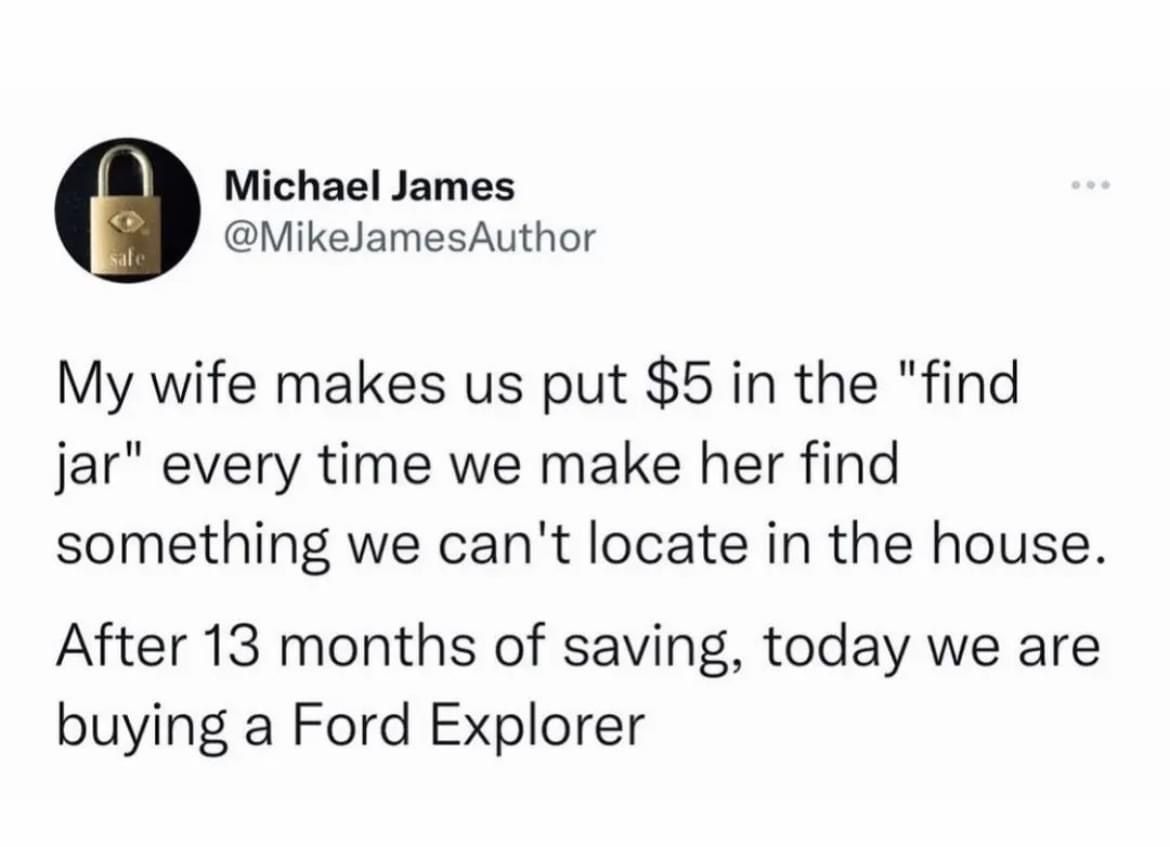 safe
Michael James
@MikeJamesAuthor
My wife makes us put $5 in the "find
jar" every time we make her find
something we can't locate in the house.
After 13 months of saving, today we are
buying a Ford Explorer